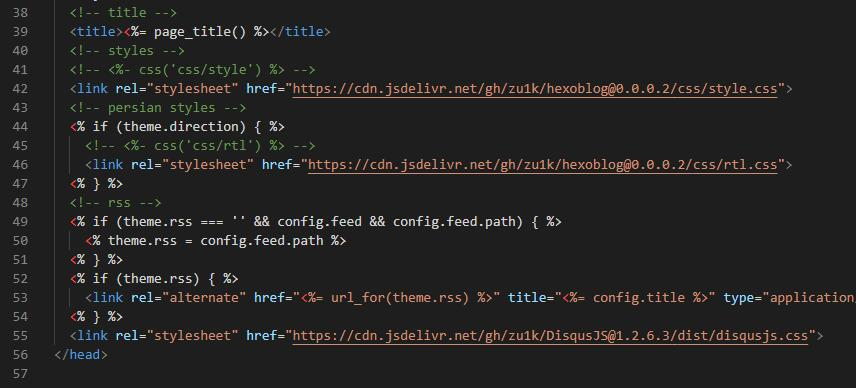 38 <!-- title -->
39 <title><%= page_title() %></title>
40 <!-- styles -->
41 <!-- <%- css('css/style') %> -->
42 <link rel="stylesheet" href="https://cdn.jsdelivr.net/gh/zu1k/hexoblog@0.0.0.2/css/style.css">
43 <!-- persian styles -->
44 <% if (theme.direction) { %>
45 <!-- <%- css('css/rtl') %> -->
46 <link rel="stylesheet" href="https://cdn.jsdelivr.net/gh/zu1k/hexoblog@0.0.0.2/css/rtl.css">
47 <% } %>
48 <!-- rss -->
49 <% if (theme.rss === '' && config.feed && config.feed.path) { %>
50 <% theme.rss = config.feed.path %>
51 <% } %>
52 <% if (theme.rss) { %>
53 <link rel="alternate" href="<%= url_for(theme.rss) %>" title="<%= config.title %>" type="application/
54 <% } %>
55 <link rel="stylesheet" href="https://cdn.jsdelivr.net/gh/zu1k/DisqusJS@1.2.6.3/dist/disqusjs.css">
56 </head>
57